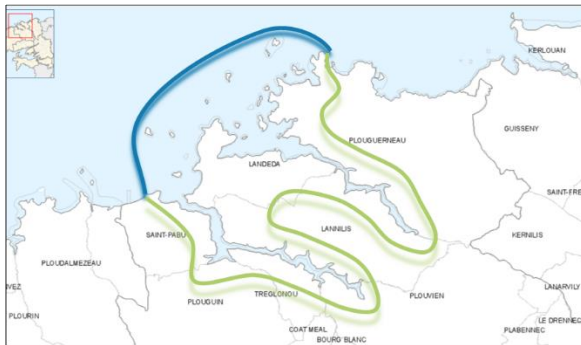 KERLOUAN
PLOUGUERNEAU
GUISSENY
LANDEDA
SAINT-FRE
LANNILIS
KERNILIS
SAINT-PABU
PLOUDALMEZEAU
VEZ
PLOUVIEN
LANARVILY
PLOURIN
PLOUGUIN
TREGLONOU
LE DRENNEC
COAT MEAL
PLABENNEC
BOURG BLANC